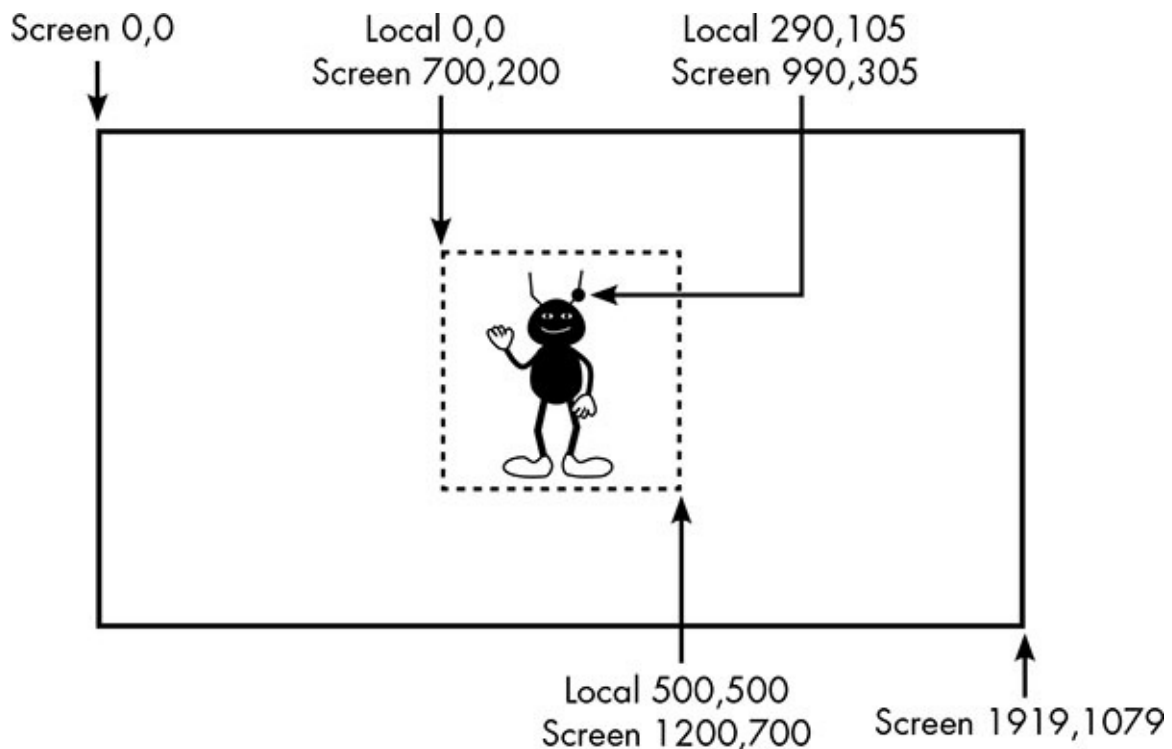 Screen 0,0
Local 0,0
Screen 700,200
Local 290,105
Screen 990,305
Local 500,500
Screen 1200,700
Screen 1919,1079